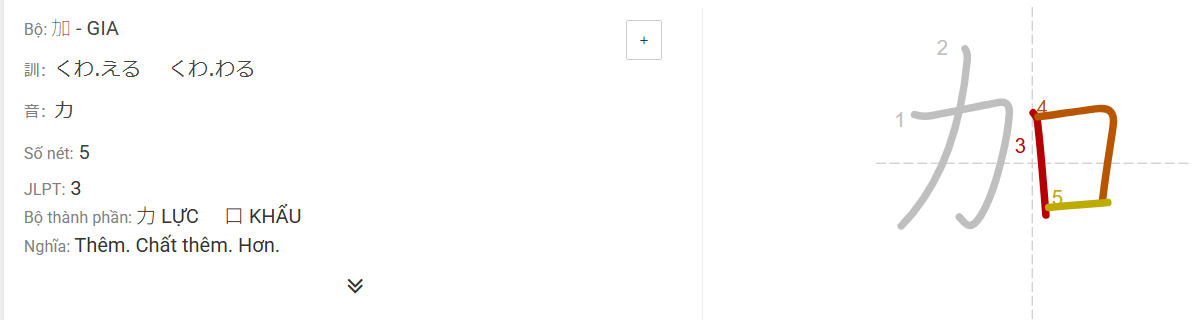 Bộ: 加 - GIA
+
訓: くわ.える くわ.わる
音: カ
Số nét: 5
JLPT: 3
Bộ thành phần: 力 LỰC 口 KHẨU
Nghĩa: Thêm. Chất thêm. Hơn.
加
1
2
3
4
5